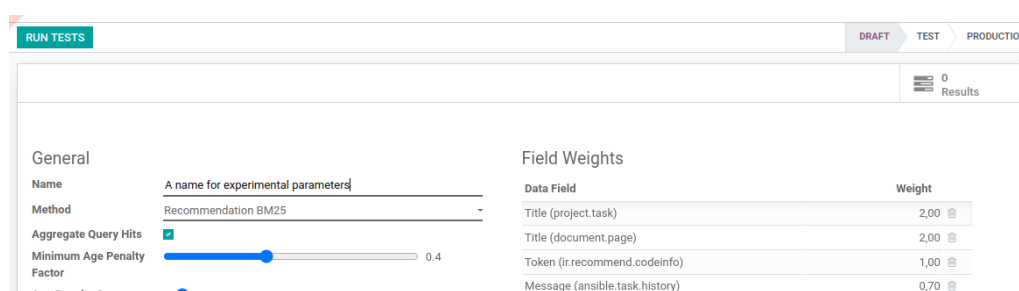 RUN TESTS
DRAFT TEST PRODUCTIO
0
Results
General
Name A name for experimental parameters
Method Recommendation BM25
Aggregate Query Hits
Minimum Age Penalty
Factor 0.4
Field Weights
Data Field Weight
Title (project.task) 2,00
Title (document.page) 2,00
Token (ir.recommend.codeinfo) 1,00
Message (ansible.task.history) 0,70